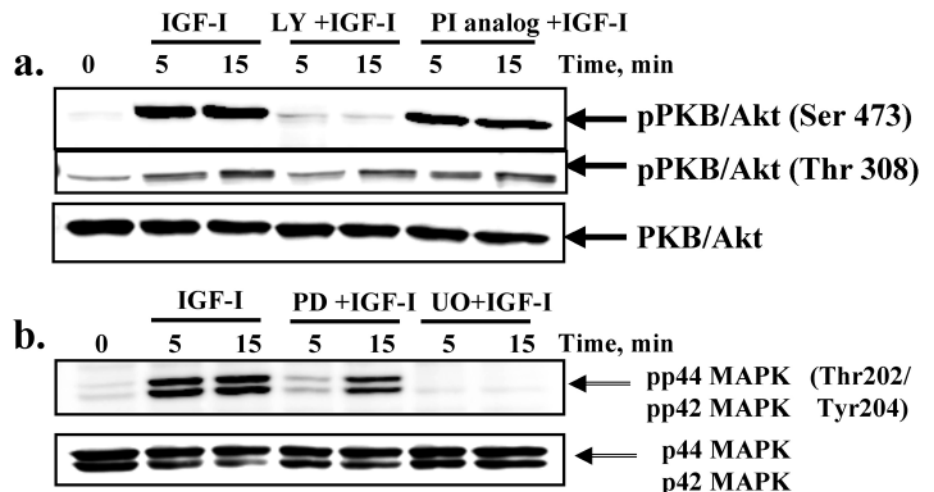 IGF-I LY +IGF-I PI analog +IGF-I
a. 0 5 15 5 15 5 15 Time, min
pPKB/Akt (Ser 473)
pPKB/Akt (Thr 308)
PKB/Akt
IGF-I PD +IGF-I UO+IGF-I
b. 0 5 15 5 15 5 15 Time, min
pp44 MAPK (Thr202/
pp42 MAPK Tyr204)
p44 MAPK
p42 MAPK